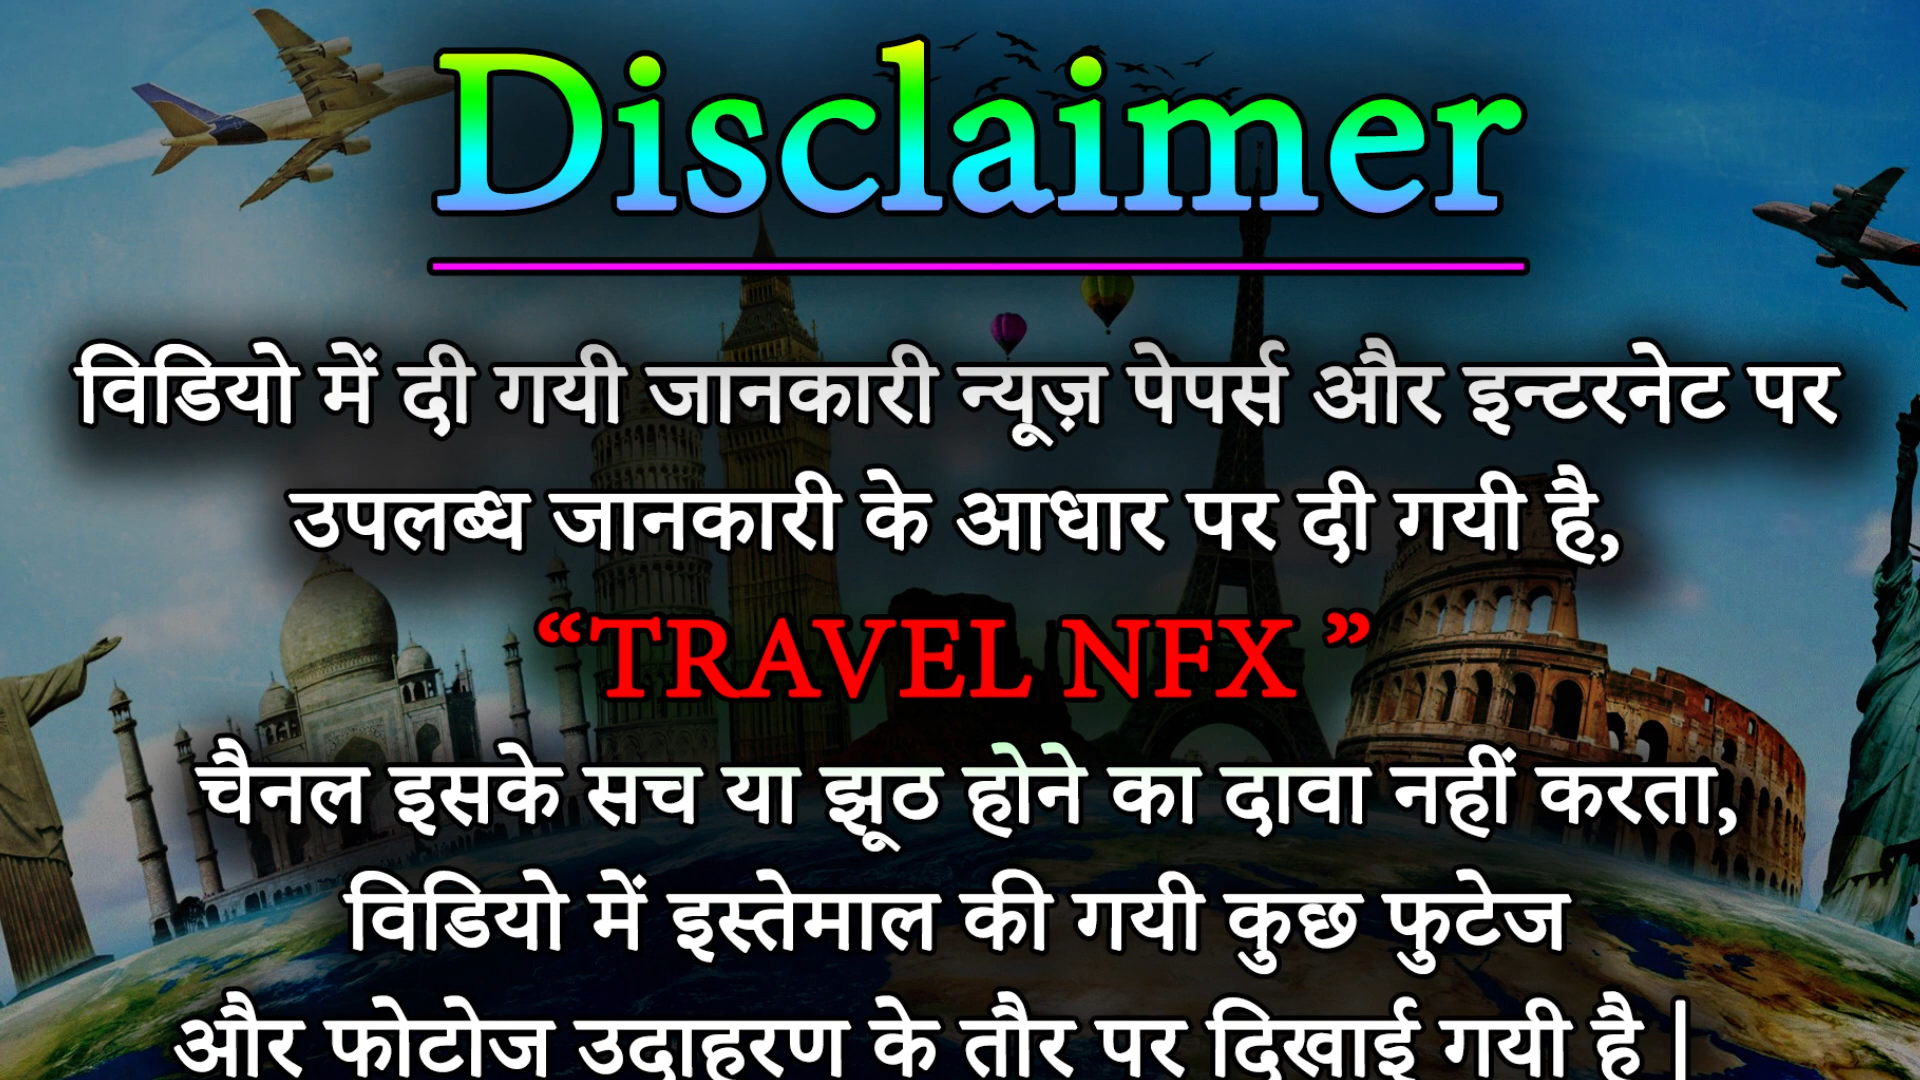 Disclaimer
विडियो में दी गयी जानकारी न्यूज़ पेपर्स और इन्टरनेट पर
उपलब्ध जानकारी के आधार पर दी गयी है,
“TRAVEL NFX ”
चैनल इसके सच या झूठ होने का दावा नहीं करता,
विडियो में इस्तेमाल की गयी कुछ फुटेज
और फोटोज उदाहरण के तौर पर दिखाई गयी है |